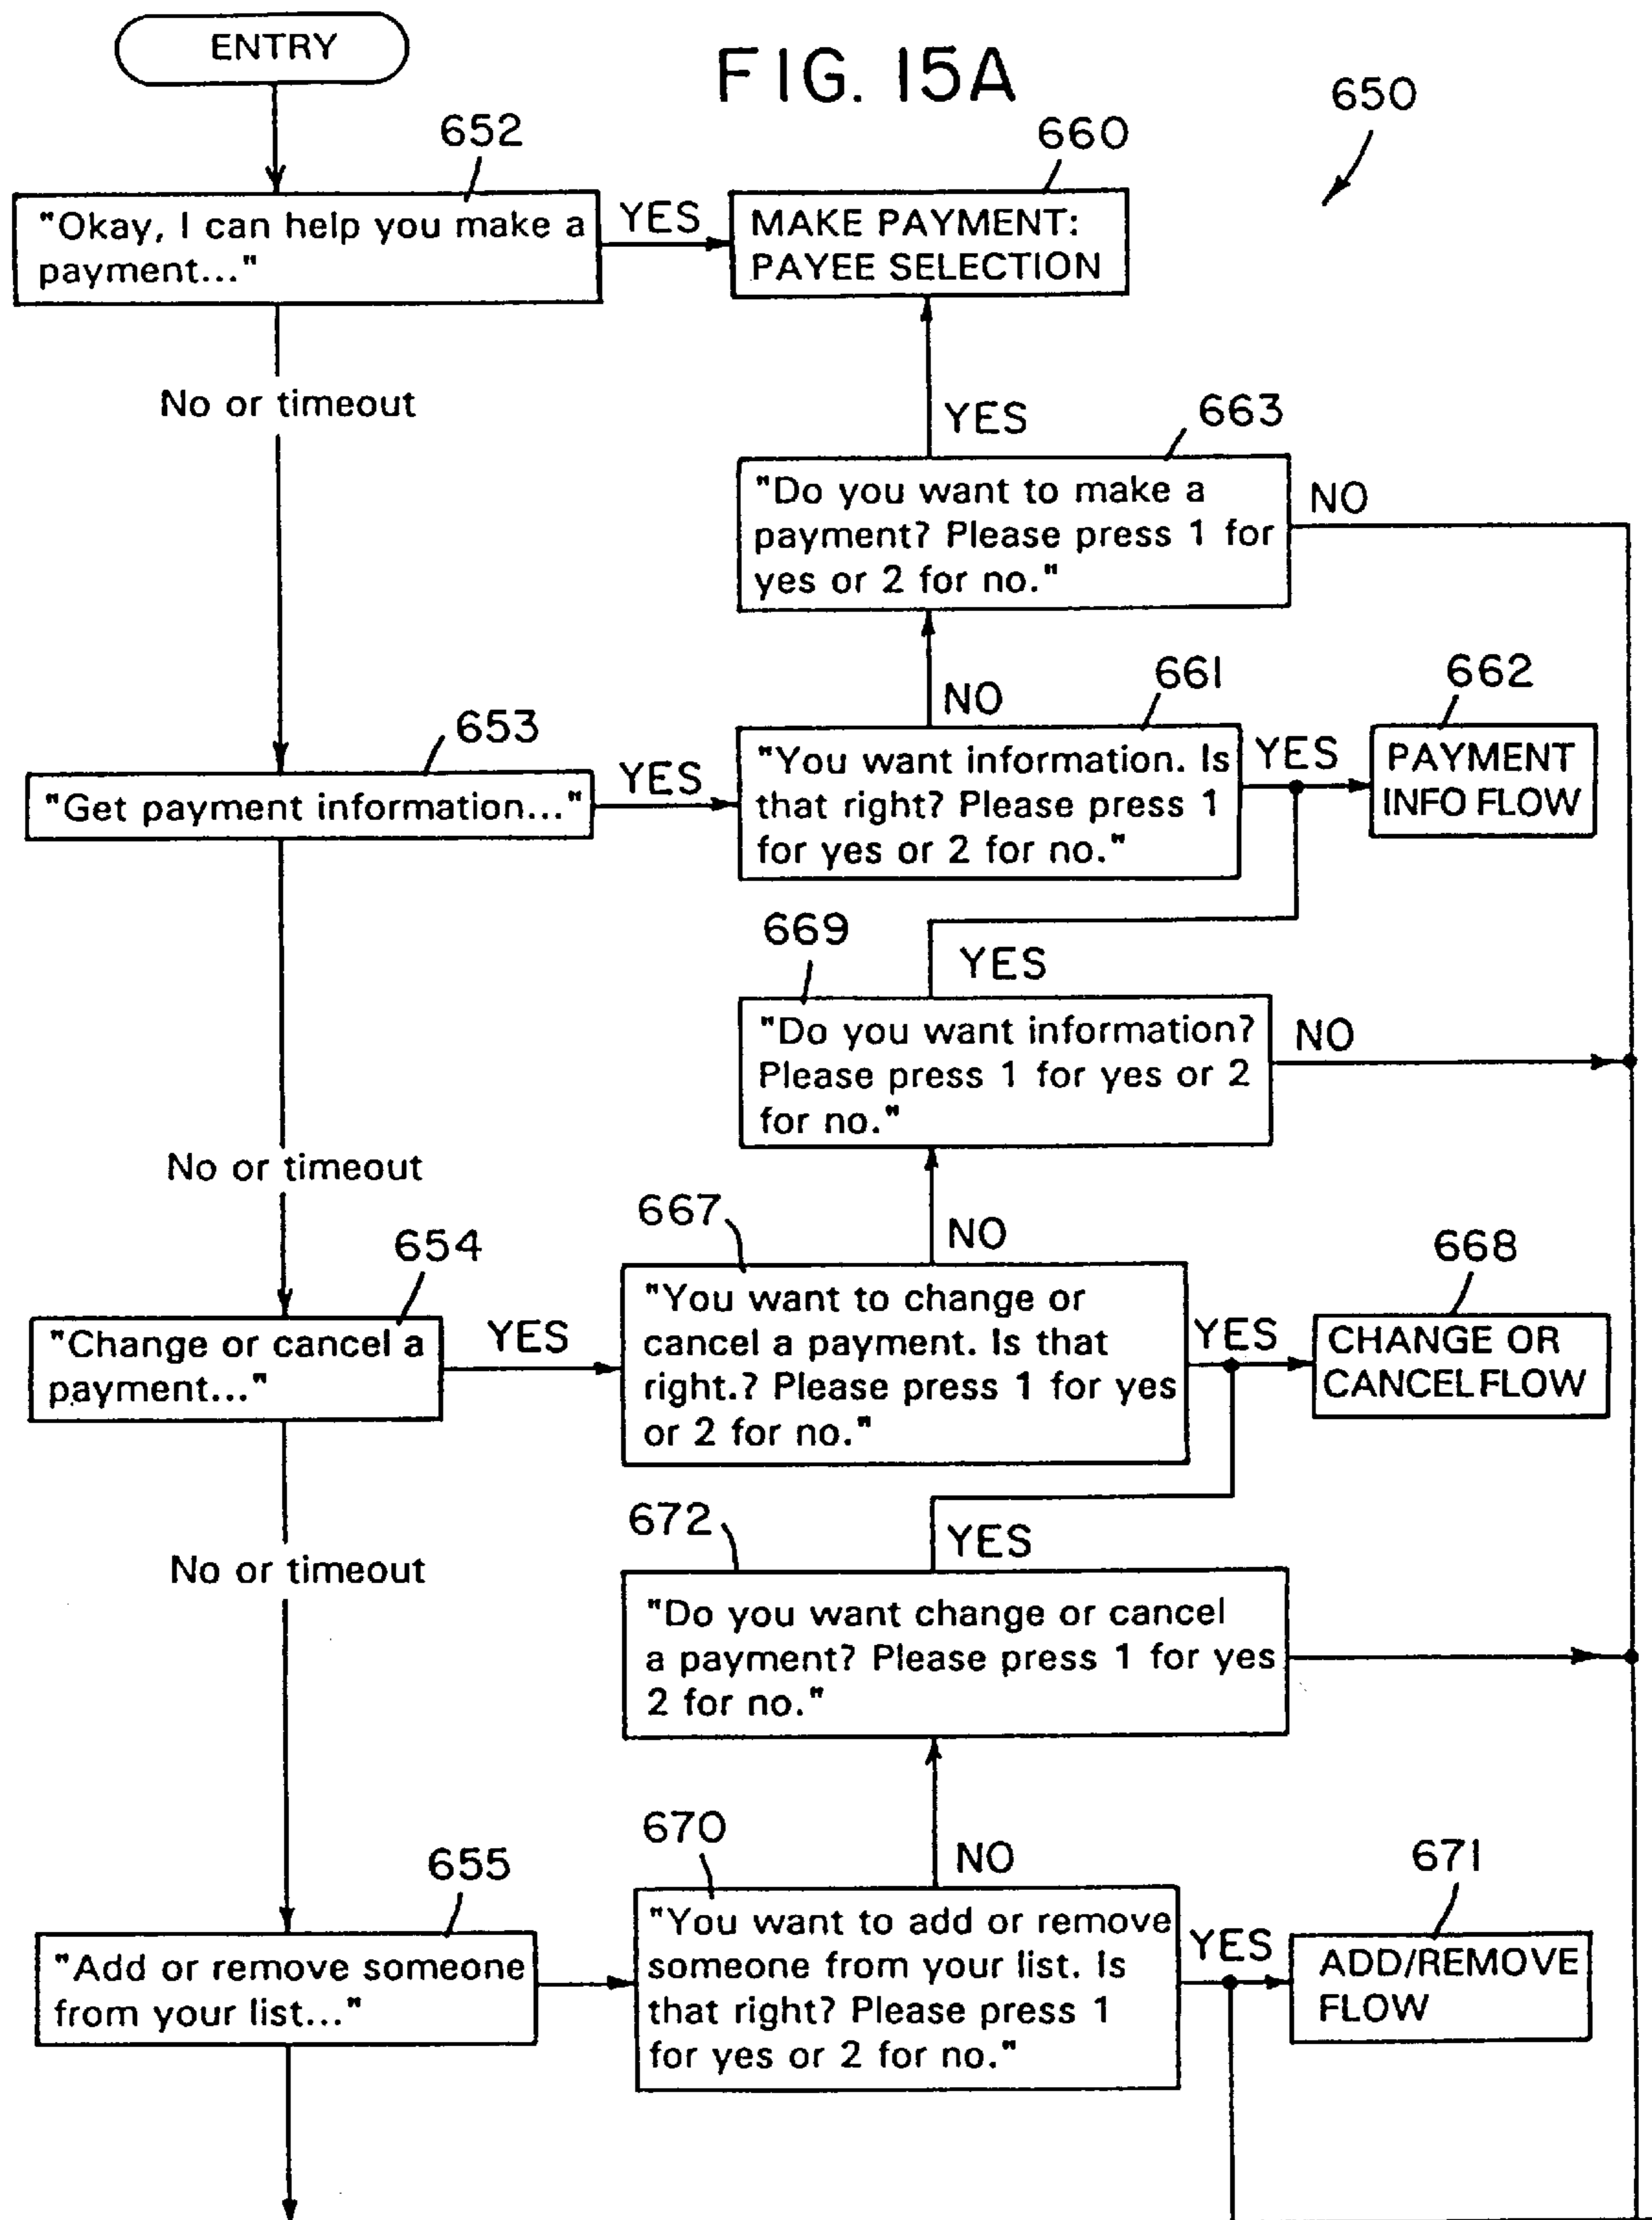 ENTRY
FIG. 15A
650
652
660
"Okay, I can help you make a
payment..."
YES
MAKE PAYMENT:
PAYEE SELECTION
No or timeout
YES
663
"Do you want to make a
payment? Please press 1 for
yes or 2 for no."
NO
NO
661
662
653
"Get payment information..."
YES
"You want information. Is
that right? Please press 1
for yes or 2 for no."
YES
PAYMENT
INFO FLOW
669
YES
"Do you want information?
Please press 1 for yes or 2
for no."
NO
No or timeout
667
NO
654
668
"Change or cancel a
payment..."
YES
"You want to change or
cancel a payment. Is that
right.? Please press 1 for yes
or 2 for no."
YES
CHANGE OR
CANCEL FLOW
672
YES
No or timeout
"Do you want change or cancel
a payment? Please press 1 for yes
2 for no."
670
NO
655
671
"Add or remove someone
from your list..."
"You want to add or remove
someone from your list. Is
that right? Please press 1
for yes or 2 for no."
YES
ADD/REMOVE
FLOW